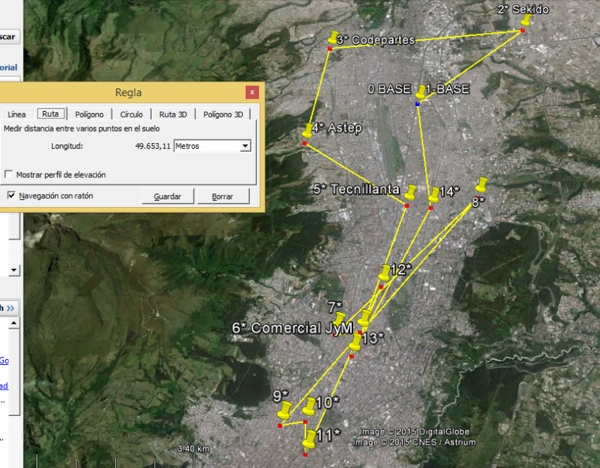 scar
orial
Regla
x
Línea Ruta Polígono Círculo Ruta 3D Polígono 3D
Medir distancia entre varios puntos en el suelo
Longitud: 49.653,11 Metros
Mostrar perfil de elevación
Navegación con ratón
Guardar Borrar
h >>
Go
ad
2* Sekido
3* Codepartes
0 BASE 1 BASE
4* Astep
5* Tecnillanta
14*
8*
12*
7*
6* Comercial JyM
13*
9*
10*
11*
Image © 2015 DigitalGlobe
Image © 2015 CNES / Astrium
3.40 km